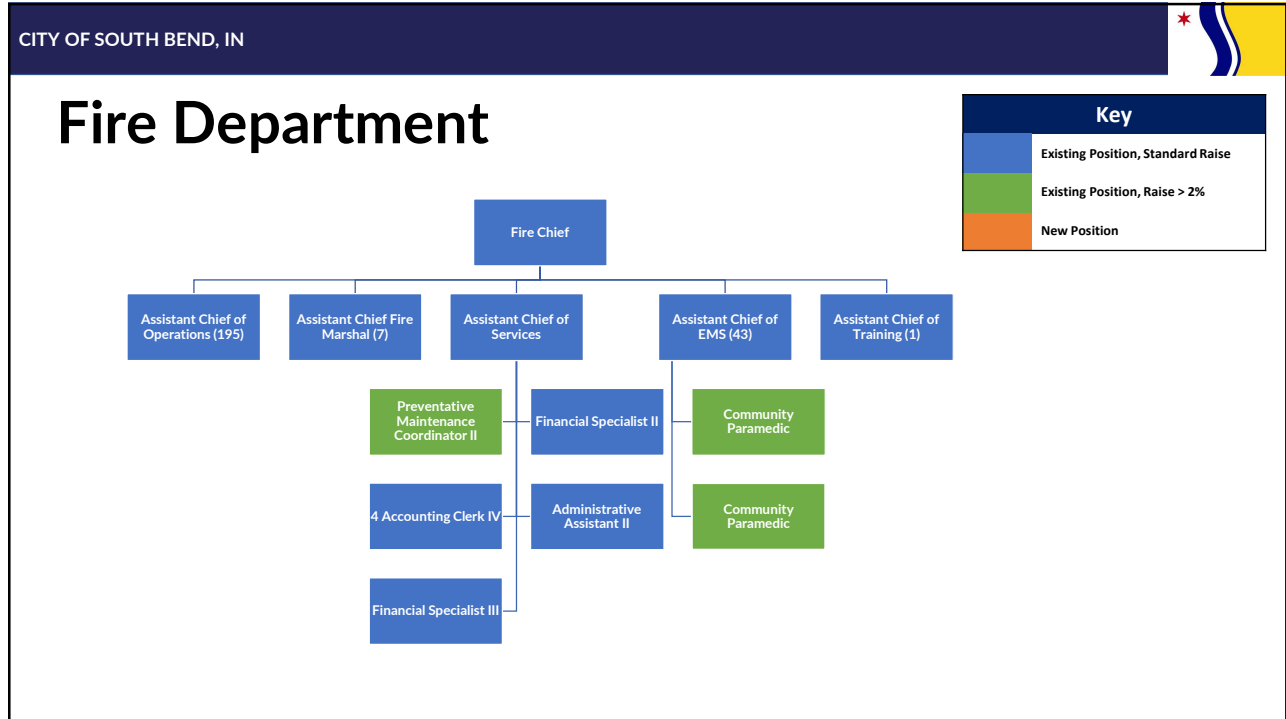 CITY OF SOUTH BEND, IN
Fire Department
Key
Existing Position, Standard Raise
Existing Position, Raise > 2%
New Position
Fire Chief
Assistant Chief of
Operations (195)
Assistant Chief Fire
Marshal (7)
Assistant Chief of
Services
Assistant Chief of
EMS (43)
Assistant Chief of
Training (1)
Preventative
Maintenance
Coordinator II
Financial Specialist II
Community
Paramedic
4 Accounting Clerk IV
Administrative
Assistant II
Community
Paramedic
Financial Specialist III